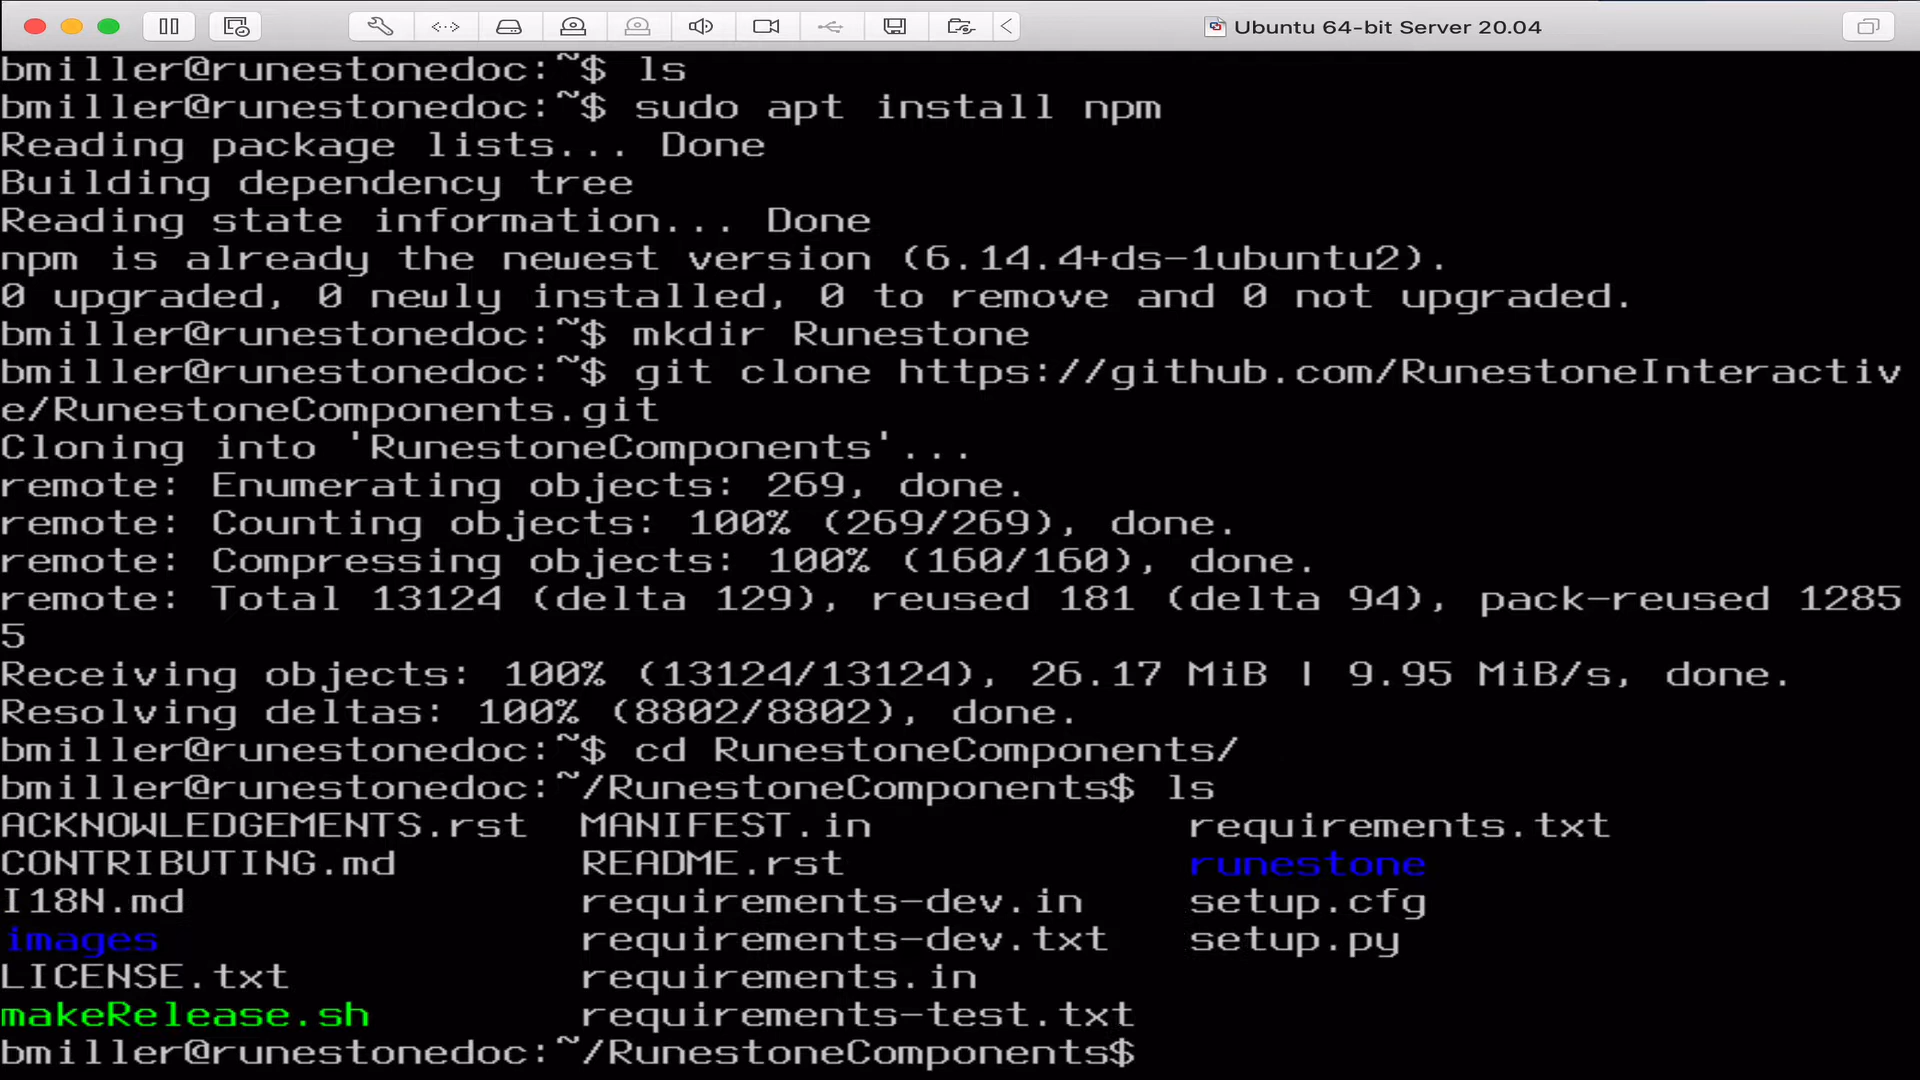 Ubuntu 64-bit Server 20.04
bmiller@runestonedoc:~$ ls
bmiller@runestonedoc:~$ sudo apt install npm
Reading package lists... Done
Building dependency tree
Reading state information... Done
npm is already the newest version (6.14.4+ds-1ubuntu2).
0 upgraded, 0 newly installed, 0 to remove and 0 not upgraded.
bmiller@runestonedoc:~$ mkdir Runestone
bmiller@runestonedoc:~$ git clone https://github.com/RunestoneInteractiv
e/RunestoneComponents.git
Cloning into 'RunestoneComponents'...
remote: Enumerating objects: 269, done.
remote: Counting objects: 100% (269/269), done.
remote: Compressing objects: 100% (160/160), done.
remote: Total 13124 (delta 129), reused 181 (delta 94), pack-reused 1285
5
Receiving objects: 100% (13124/13124), 26.17 MiB | 9.95 MiB/s, done.
Resolving deltas: 100% (8802/8802), done.
bmiller@runestonedoc:~$ cd RunestoneComponents/
bmiller@runestonedoc:~/RunestoneComponents$ ls
ACKNOWLEDGEMENTS.rst MANIFEST.in requirements.txt
CONTRIBUTING.md README.rst runestone
I18N.md requirements-dev.in setup.cfg
images requirements-dev.txt setup.py
LICENSE.txt requirements.in
makeRelease.sh requirements-test.txt
bmiller@runestonedoc:~/RunestoneComponents$